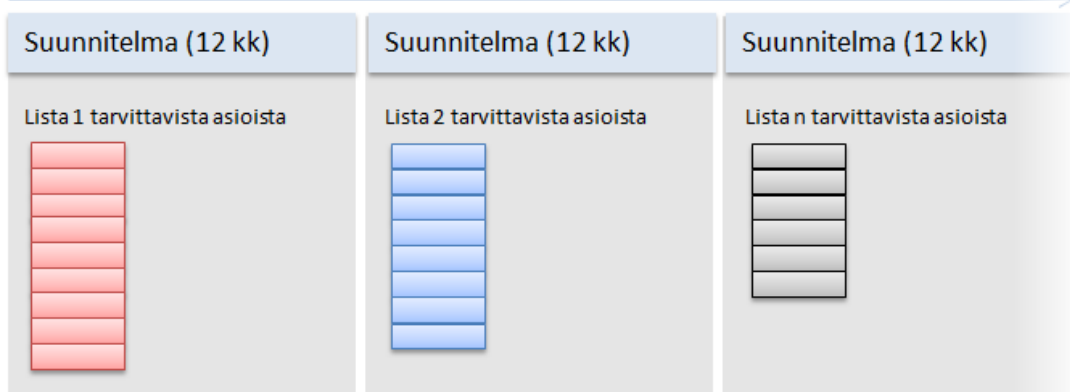 Suunnitelma (12 kk)
Suunnitelma (12 kk)
Suunnitelma (12 kk)
Lista 1 tarvittavista asioista
Lista 2 tarvittavista asioista
Lista n tarvittavista asioista